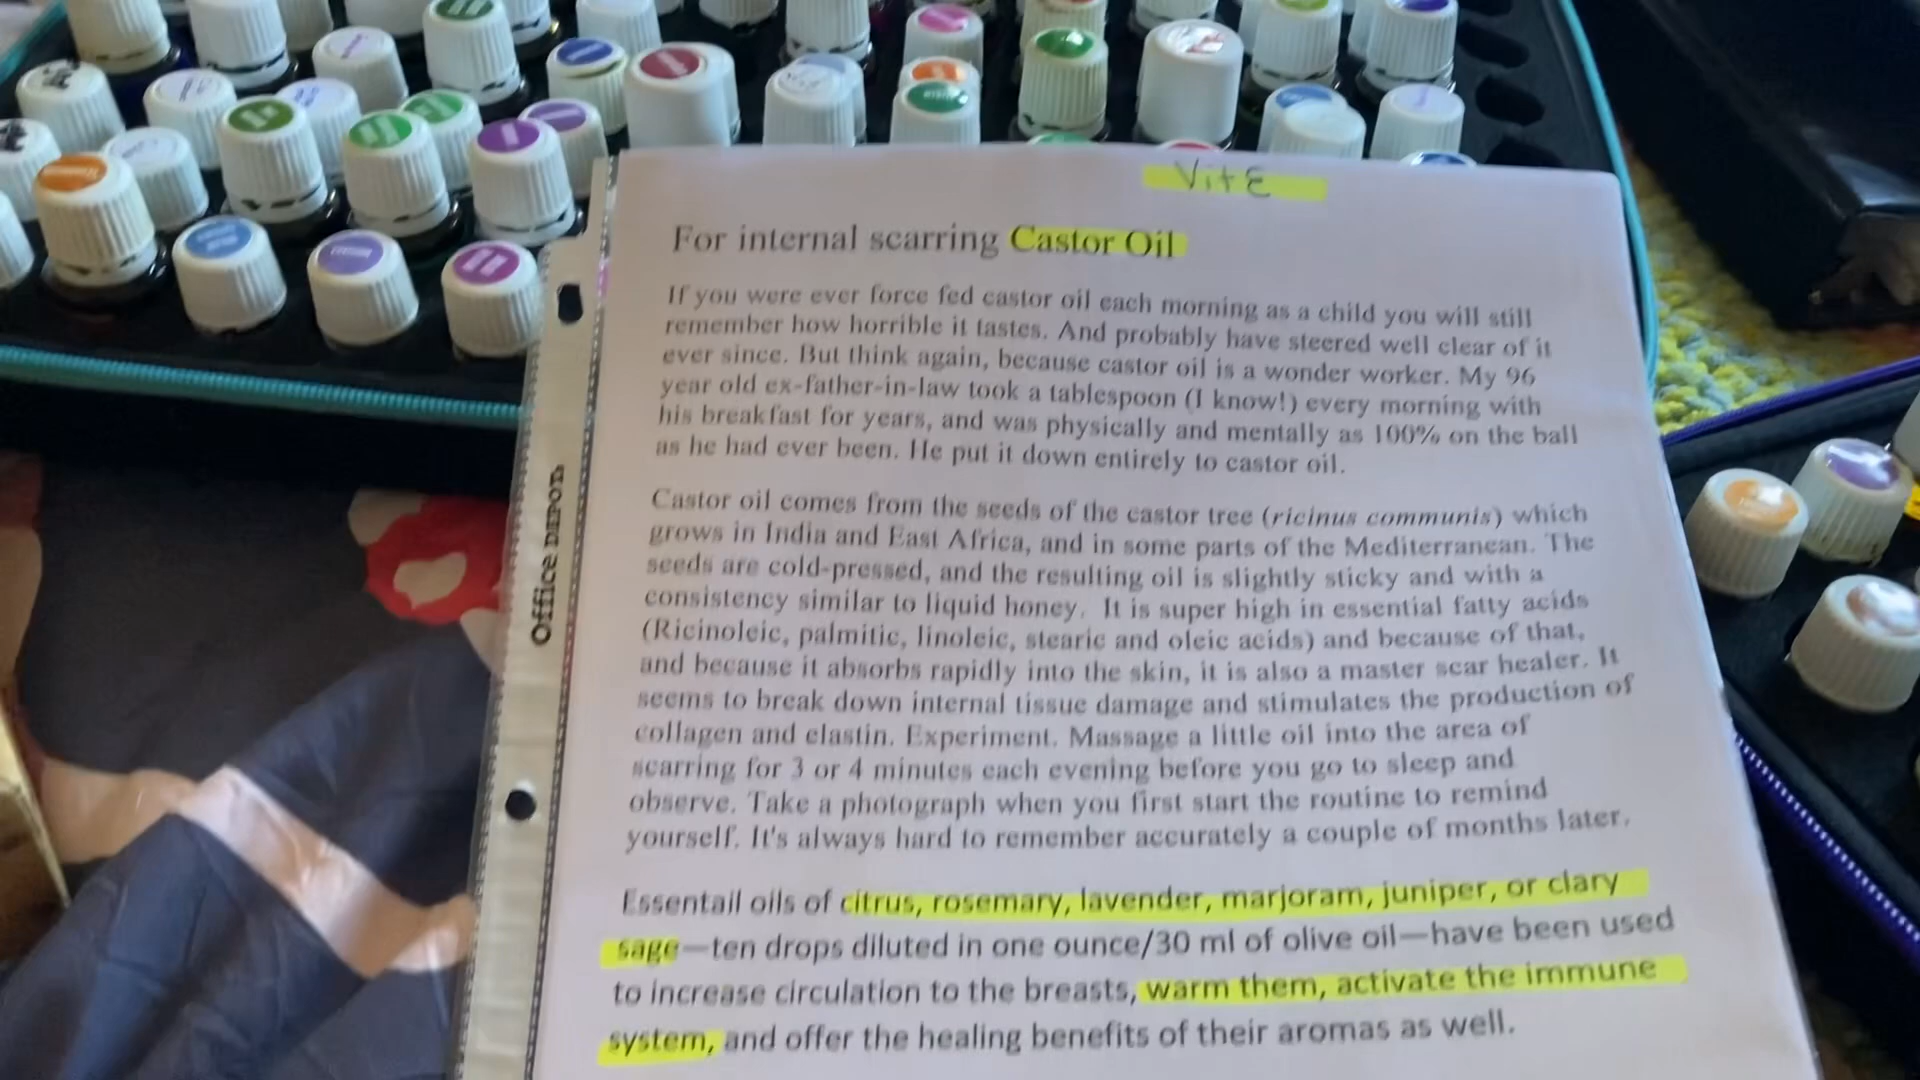 Vit E
For internal scarring Castor Oil
If you were ever force fed castor oil each morning as a child you will still
remember how horrible it tastes. And probably have steered well clear of it
ever since. But think again, because castor oil is a wonder worker. My 96
year old ex-father-in-law took a tablespoon (I know!) every morning with
his breakfast for years, and was physically and mentally as 100% on the ball
as he had ever been. He put it down entirely to castor oil.
Castor oil comes from the seeds of the castor tree (ricinus communis) which
grows in India and East Africa, and in some parts of the Mediterranean. The
seeds are cold-pressed, and the resulting oil is slightly sticky and with a
consistency similar to liquid honey. It is super high in essential fatty acids
(Ricinoleic, palmitic, linoleic, stearic and oleic acids) and because of that,
and because it absorbs rapidly into the skin, it is also a master scar healer. It
seems to break down internal tissue damage and stimulates the production of
collagen and elastin. Experiment. Massage a little oil into the area of
scarring for 3 or 4 minutes each evening before you go to sleep and
observe. Take a photograph when you first start the routine to remind
yourself. It's always hard to remember accurately a couple of months later.
Essentail oils of citrus, rosemary, lavender, marjoram, juniper, or clary
sage—ten drops diluted in one ounce/30 ml of olive oil—have been used
to increase circulation to the breasts, warm them, activate the immune
system, and offer the healing benefits of their aromas as well.
Office DEPOT